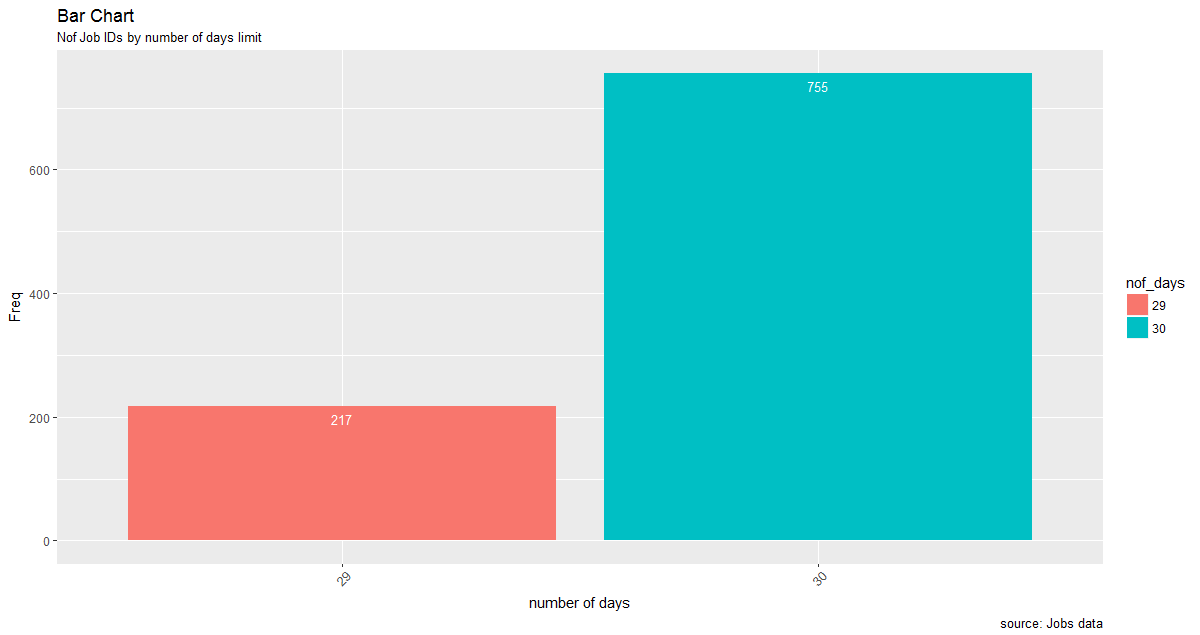 Bar Chart
Nof Job IDs by number of days limit
755
600
nof_days
29
400
Freq
30
200
217
0
29
30
number of days
source: Jobs data